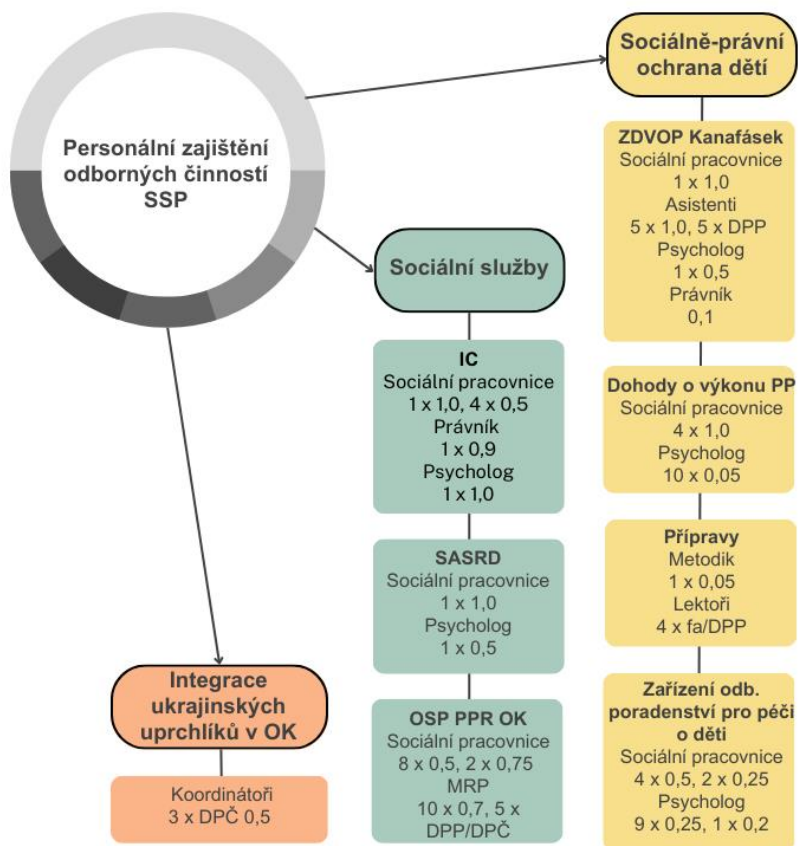 Personální zajištění
odborných činností
SSP
Sociálně-právní
ochrana dětí
ZDVOP Kanafásek
Sociální pracovnice
1 x 1,0
Asistenti
5 x 1,0, 5 x DPP
Psycholog
1 x 0,5
Právník
0,1
Dohody o výkonu PP
Sociální pracovnice
4 x 1,0
Psycholog
10 x 0,05
Přípravy
Metodik
1 x 0,05
Lektoři
4 x fa/DPP
Zařízení odb.
poradenství pro péči
o děti
Sociální pracovnice
4 x 0,5, 2 x 0,25
Psycholog
9 x 0,25, 1 x 0,2
Sociální služby
IC
Sociální pracovnice
1 x 1,0, 4 x 0,5
Právník
1 x 0,9
Psycholog
1 x 1,0
SASRD
Sociální pracovnice
1 x 1,0
Psycholog
1 x 0,5
OSP PPR OK
Sociální pracovnice
8 x 0,5, 2 x 0,75
MRP
10 x 0,7, 5 x
DPP/DPČ
Integrace
ukrajinských
uprchlíků v OK
Koordinátoři
3 x DPČ 0,5